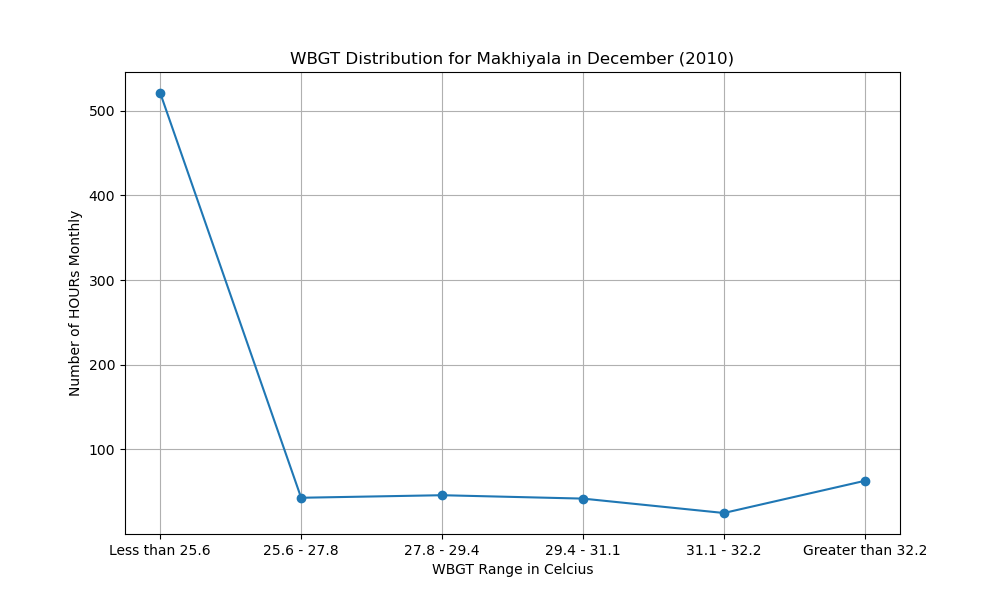 WBGT Distribution for Makhiyala in December (2010)
Number of HOURs Monthly
500
400
300
200
100
Less than 25.6
25.6 - 27.8
27.8 - 29.4
29.4 - 31.1
31.1 - 32.2
Greater than 32.2
WBGT Range in Celcius